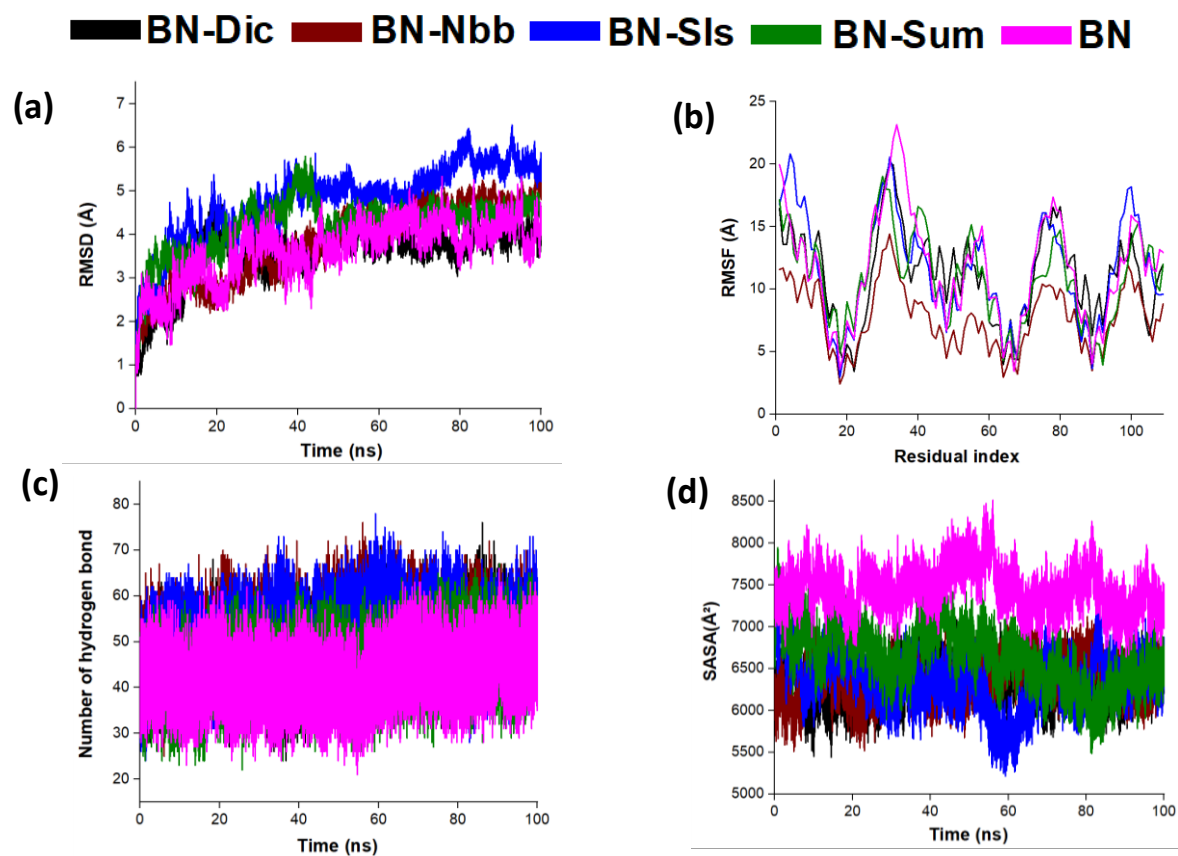 BN-Dic BN-Nbb BN-Sls BN-Sum BN
(a)
7
6
5
4
3
2
1
0
RMSD (Å)
0 20 40 60 80 100
Time (ns)
(b)
25
20
15
10
5
0
RMSF (Å)
0 20 40 60 80 100
Residual index
(c)
80
70
60
50
40
30
20
Number of hydrogen bond
0 20 40 60 80 100
Time (ns)
(d)
8500
8000
7500
7000
6500
6000
5500
5000
SASA(Å²)
0 20 40 60 80 100
Time (ns)